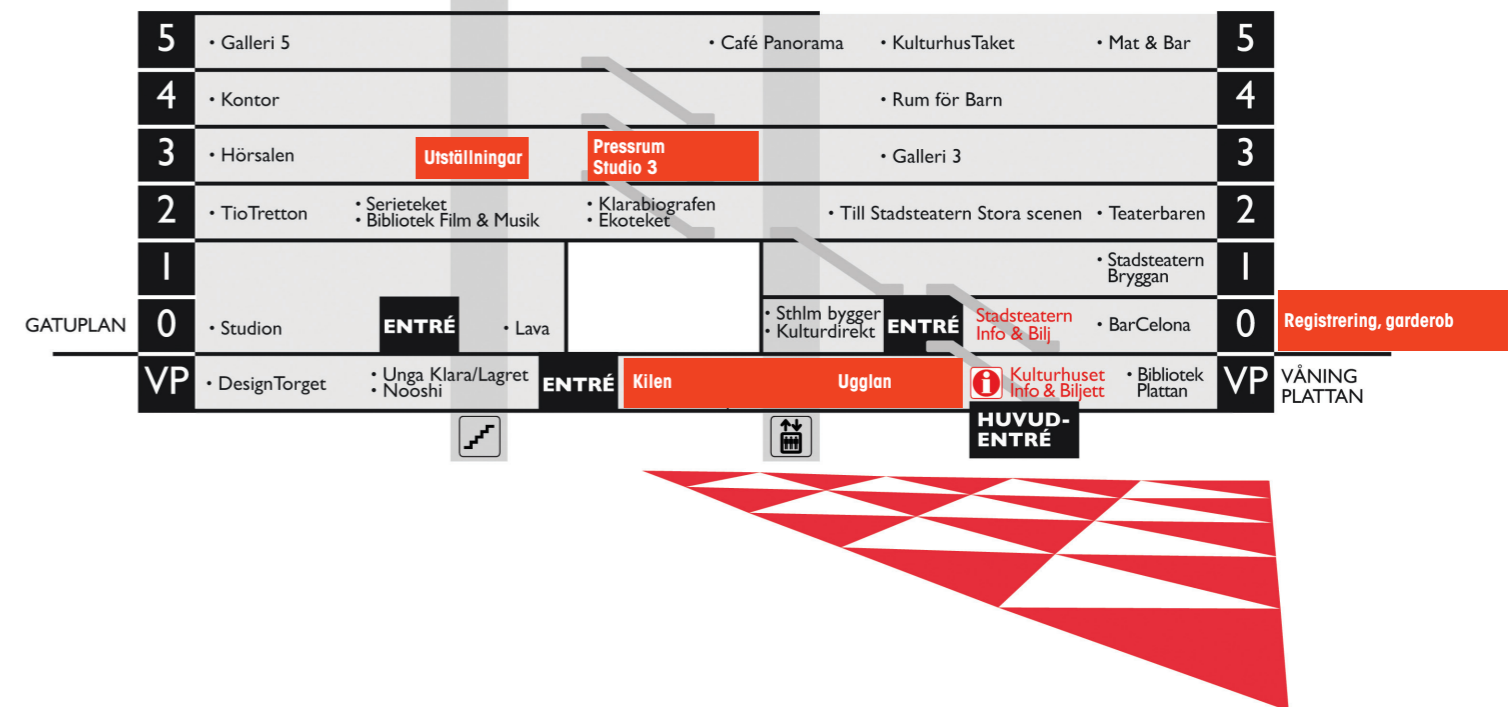 5 • Galleri 5 • Café Panorama • KulturhusTaket • Mat & Bar 5
4 • Kontor • Rum för Barn 4
3 • Hörsalen Utställningar Pressrum • Galleri 3 3
Studio 3
2 • TioTretton • Serieteket • Klarabiografen • Till Stadsteatern Stora scenen • Teaterbaren 2
• Bibliotek Film & Musik • Ekoteket
1 • Stadsteatern 1
Bryggan
GATUPLAN 0 • Studion ENTRÉ • Lava • Sthlm bygger ENTRÉ Stadsteatern • BarCelona 0 Registrering, garderob
• Kulturdirekt Info & Bilj
VP • DesignTorget • Unga Klara/Lagret ENTRÉ Kilen Ugglan i Kulturhuset • Bibliotek VP VÅNING
• Nooshi Info & Biljett Plattan PLATTAN
HUVUD-
ENTRÉ